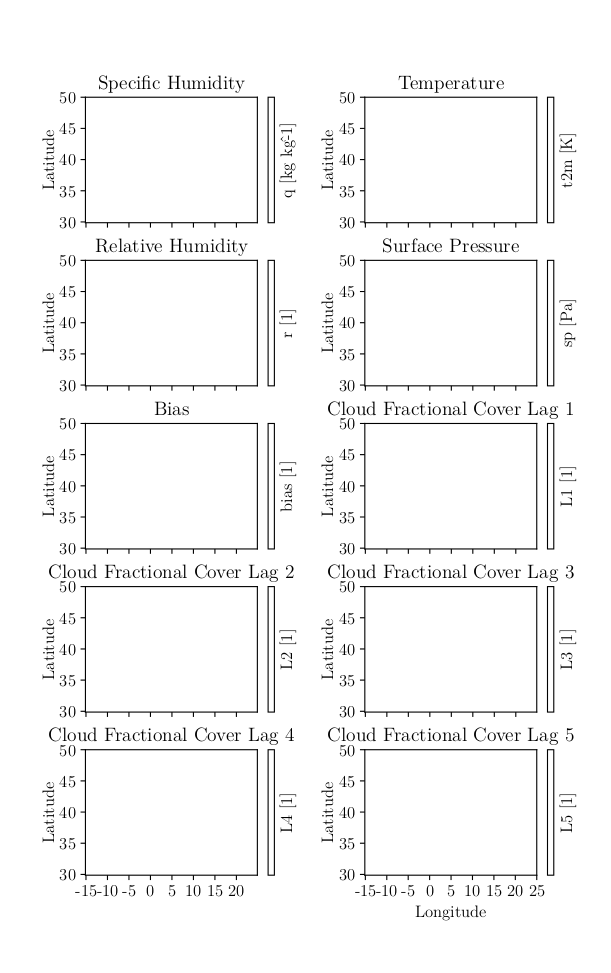 Specific Humidity
50
45
40
35
30
Latitude
q [kg kg^-1]
Temperature
50
45
40
35
30
Latitude
t2m [K]
Relative Humidity
50
45
40
35
30
Latitude
r [1]
Surface Pressure
50
45
40
35
30
Latitude
sp [Pa]
Bias
50
45
40
35
30
Latitude
bias [1]
Cloud Fractional Cover Lag 1
50
45
40
35
30
Latitude
L1 [1]
Cloud Fractional Cover Lag 2
50
45
40
35
30
Latitude
L2 [1]
Cloud Fractional Cover Lag 3
50
45
40
35
30
Latitude
L3 [1]
Cloud Fractional Cover Lag 4
50
45
40
35
30
Latitude
L4 [1]
-15 -10 -5 0 5 10 15 20
Cloud Fractional Cover Lag 5
50
45
40
35
30
Latitude
L5 [1]
-15 -10 -5 0 5 10 15 20 25
Longitude